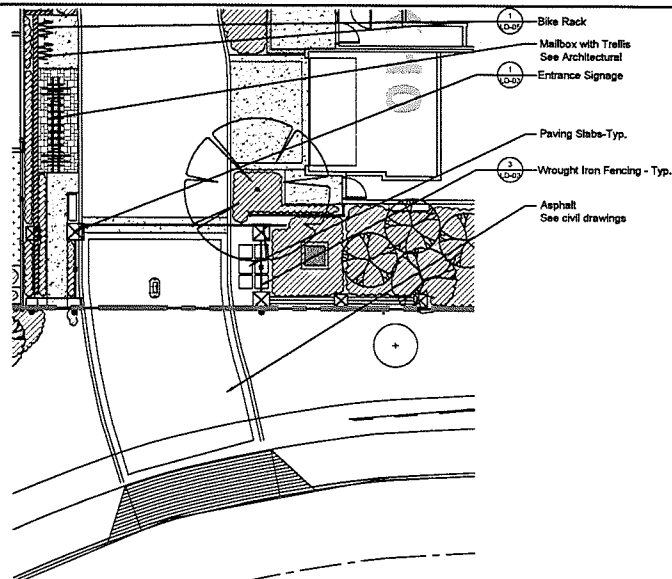 1
LD-01
Bike Rack
Mailbox with Trellis
See Architectural
1
LD-03
Entrance Signage
Paving Slabs-Typ.
3
LD-03
Wrought Iron Fencing - Typ.
Asphalt
See civil drawings